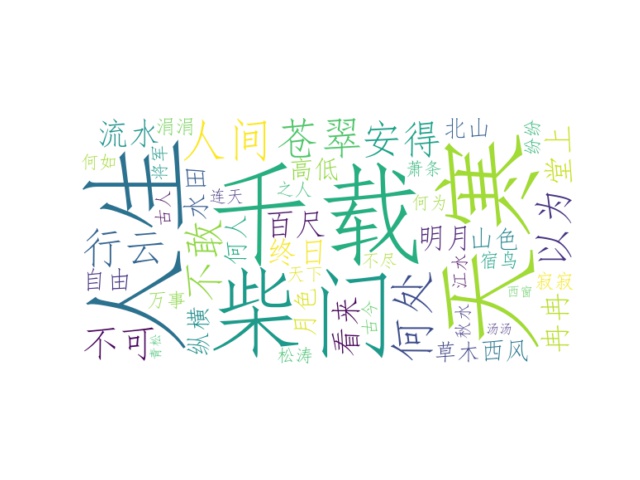 流水
涓涓
人间
苍翠
安得
北山
纷纷
何如
将军
人生
千载
天寒
高低
萧条
堂上
古人
水田
连天
之人
何为
以为
行云
不敢
何人
百尺
终日
明月
山色
自由
天下
不尽
宿鸟
江水
寂寂
万事
柴门
月色
看来
古今
何处
西窗
冉冉
不可
纵横
松涛
秋水
汤汤
青松
草木
西风